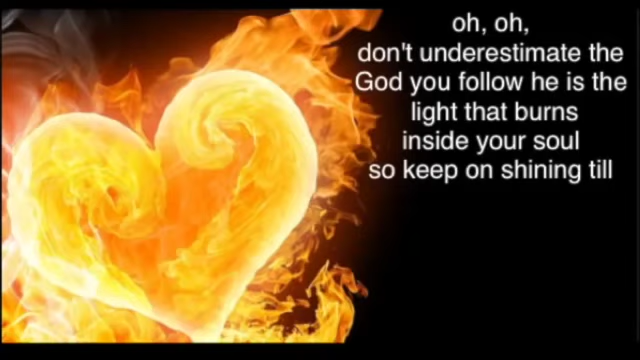 oh, oh,
don't underestimate the
God you follow he is the
light that burns
inside your soul
so keep on shining till